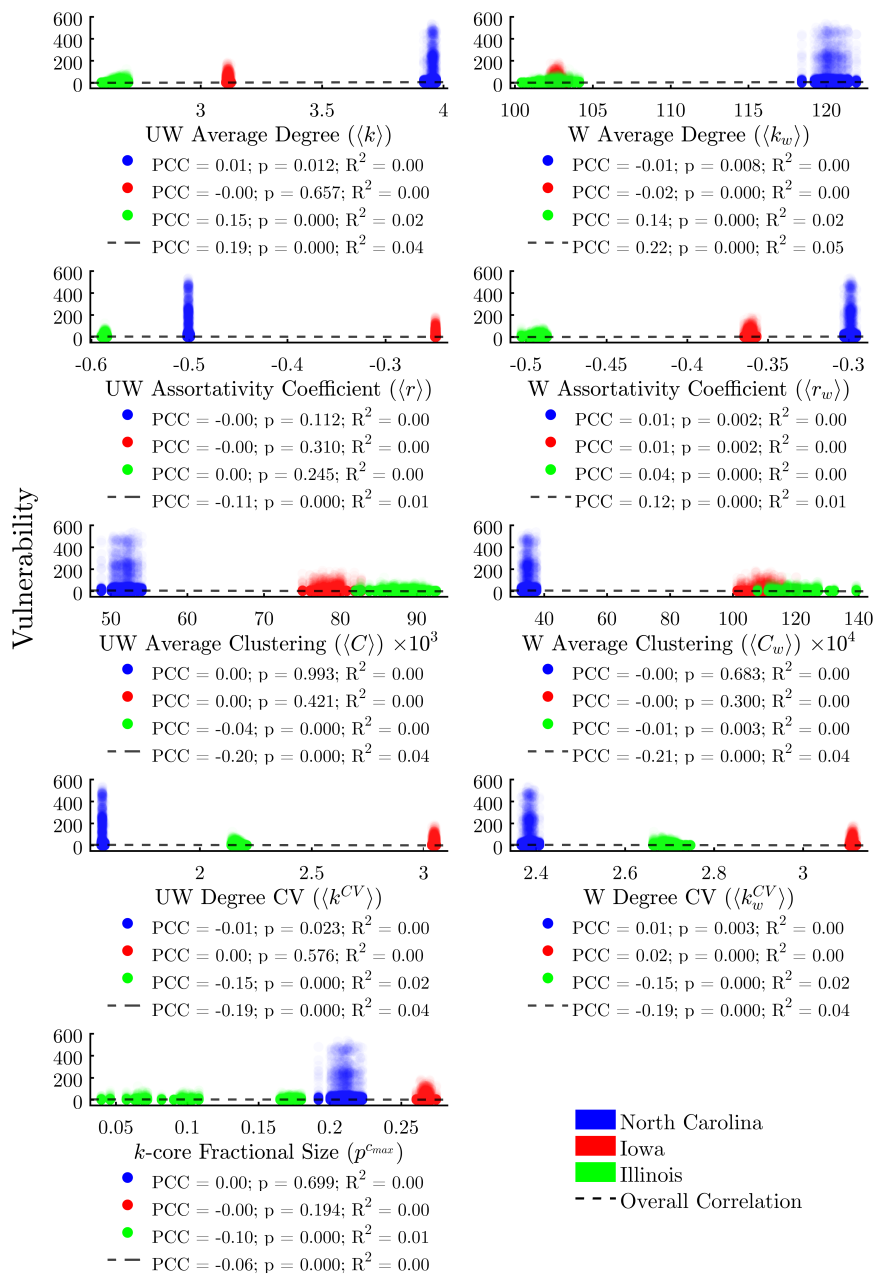 Vulnerability
600
400
200
0
3 3.5 4
UW Average Degree (⟨k⟩)
PCC = 0.01; p = 0.012; R² = 0.00
PCC = -0.00; p = 0.657; R² = 0.00
PCC = 0.15; p = 0.000; R² = 0.02
PCC = 0.19; p = 0.000; R² = 0.04
600
400
200
0
100 105 110 115 120
W Average Degree (⟨k_w⟩)
PCC = -0.01; p = 0.008; R² = 0.00
PCC = -0.02; p = 0.000; R² = 0.00
PCC = 0.14; p = 0.000; R² = 0.02
PCC = 0.22; p = 0.000; R² = 0.05
600
400
200
0
-0.6 -0.5 -0.4 -0.3
UW Assortativity Coefficient (⟨r⟩)
PCC = -0.00; p = 0.112; R² = 0.00
PCC = -0.00; p = 0.310; R² = 0.00
PCC = 0.00; p = 0.245; R² = 0.00
PCC = -0.11; p = 0.000; R² = 0.01
600
400
200
0
-0.5 -0.45 -0.4 -0.35 -0.3
W Assortativity Coefficient (⟨r_w⟩)
PCC = 0.01; p = 0.002; R² = 0.00
PCC = 0.01; p = 0.002; R² = 0.00
PCC = 0.04; p = 0.000; R² = 0.00
PCC = 0.12; p = 0.000; R² = 0.01
600
400
200
0
50 60 70 80 90
UW Average Clustering (⟨C⟩) ×10³
PCC = 0.00; p = 0.993; R² = 0.00
PCC = 0.00; p = 0.421; R² = 0.00
PCC = -0.04; p = 0.000; R² = 0.00
PCC = -0.20; p = 0.000; R² = 0.04
600
400
200
0
40 60 80 100 120 140
W Average Clustering (⟨C_w⟩) ×10⁴
PCC = -0.00; p = 0.683; R² = 0.00
PCC = -0.00; p = 0.300; R² = 0.00
PCC = -0.01; p = 0.003; R² = 0.00
PCC = -0.21; p = 0.000; R² = 0.04
600
400
200
0
2 2.5 3
UW Degree CV (⟨k^{CV}⟩)
PCC = -0.01; p = 0.023; R² = 0.00
PCC = 0.00; p = 0.576; R² = 0.00
PCC = -0.15; p = 0.000; R² = 0.02
PCC = -0.19; p = 0.000; R² = 0.04
600
400
200
0
2.4 2.6 2.8 3
W Degree CV (⟨k_w^{CV}⟩)
PCC = 0.01; p = 0.003; R² = 0.00
PCC = 0.02; p = 0.000; R² = 0.00
PCC = -0.15; p = 0.000; R² = 0.02
PCC = -0.19; p = 0.000; R² = 0.04
600
400
200
0
0.05 0.1 0.15 0.2 0.25
k-core Fractional Size (p^{c_{max}})
PCC = 0.00; p = 0.699; R² = 0.00
PCC = -0.00; p = 0.194; R² = 0.00
PCC = -0.10; p = 0.000; R² = 0.01
PCC = -0.06; p = 0.000; R² = 0.00
North Carolina
Iowa
Illinois
Overall Correlation